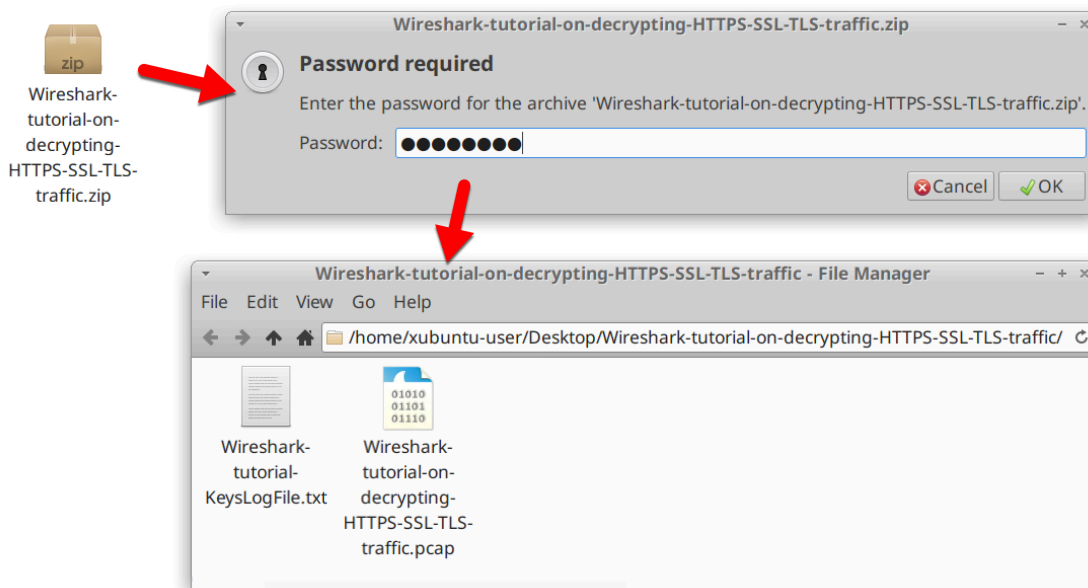 Wireshark-tutorial-on-decrypting-HTTPS-SSL-TLS-traffic.zip
zip
Wireshark-
tutorial-on-
decrypting-
HTTPS-SSL-TLS-
traffic.zip
Password required
Enter the password for the archive 'Wireshark-tutorial-on-decrypting-HTTPS-SSL-TLS-traffic.zip'.
Password: ●●●●●●●●
Cancel OK
Wireshark-tutorial-on-decrypting-HTTPS-SSL-TLS-traffic - File Manager
File Edit View Go Help
/home/xubuntu-user/Desktop/Wireshark-tutorial-on-decrypting-HTTPS-SSL-TLS-traffic/
Wireshark-
tutorial-
KeysLogFile.txt
01010
01101
01110
Wireshark-
tutorial-on-
decrypting-
HTTPS-SSL-TLS-
traffic.pcap